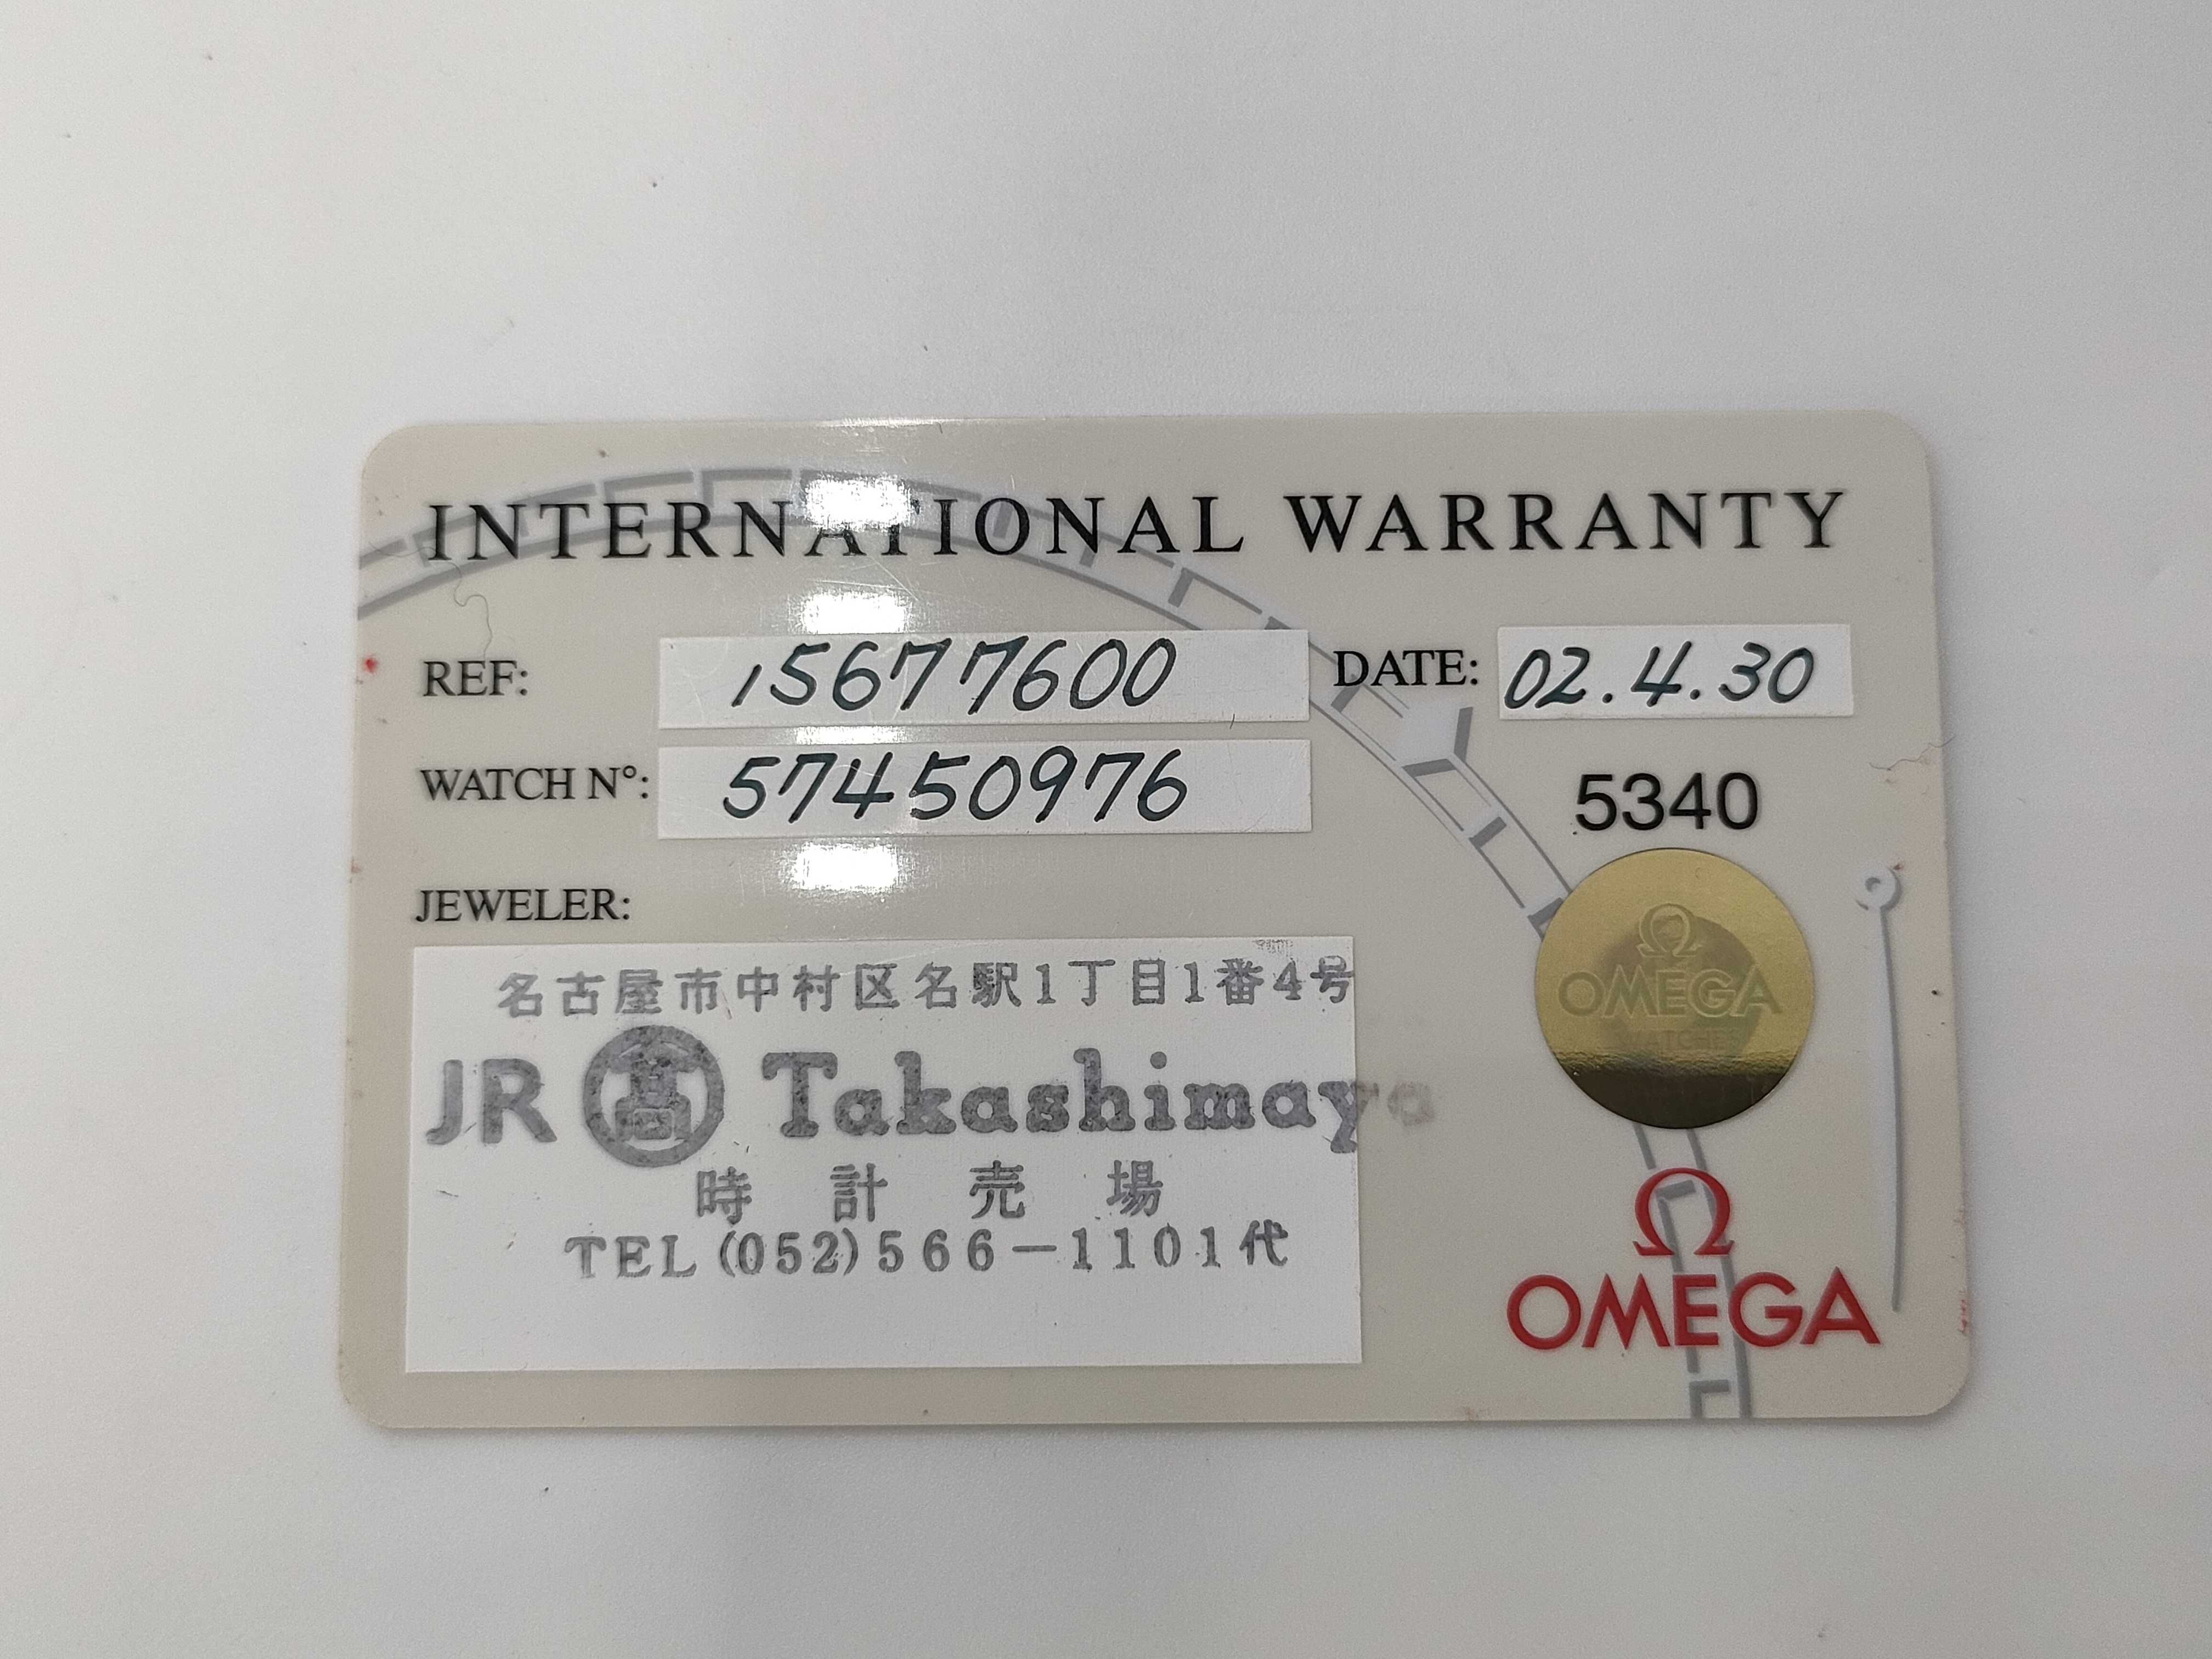 INTERNATIONAL WARRANTY
REF: 15677600 DATE: 02.4.30
WATCH N°: 57450976
5340
JEWELER:
名古屋市中村区名駅1丁目1番4号
JR 髙 Takashimaya
時計売場
TEL(052)566-1101代
Ω
OMEGA
WATCHES
Ω
OMEGA